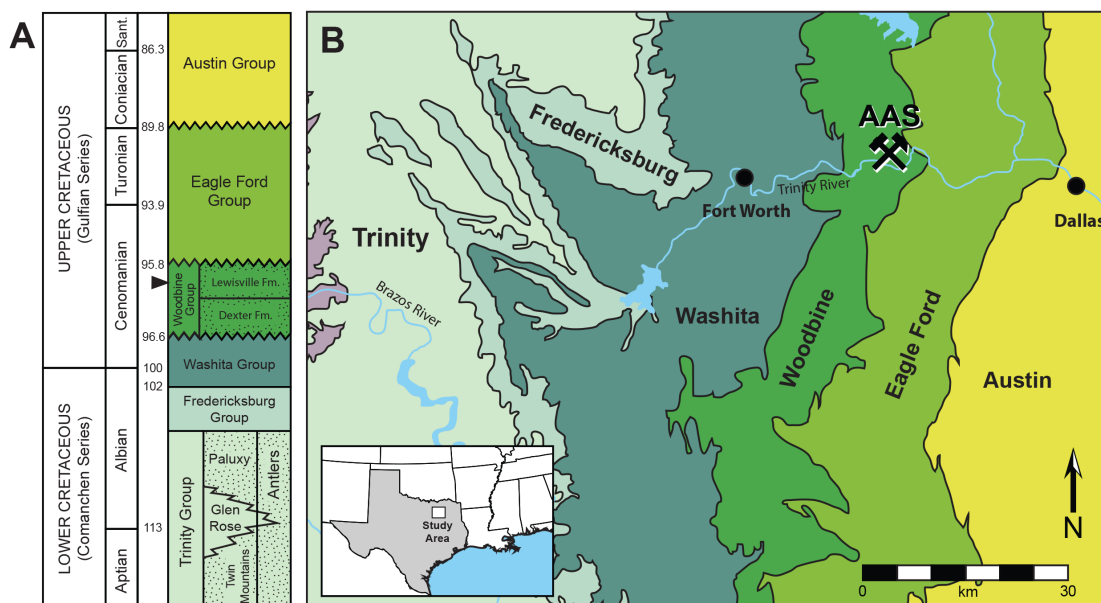 A
UPPER CRETACEOUS
(Gulfian Series)
LOWER CRETACEOUS
(Comanchen Series)
Sant.
Coniacian
Turonian
Cenomanian
Albian
Aptian
86.3
89.8
93.9
95.8
96.6
100
102
113
Austin Group
Eagle Ford
Group
Woodbine
Group
Lewisville Fm.
Dexter Fm.
Washita Group
Fredericksburg
Group
Trinity Group
Paluxy
Glen
Rose
Twin
Mountains
Antlers
B
Fredericksburg
AAS
Trinity River
Fort Worth
Dallas
Trinity
Brazos River
Washita
Woodbine
Eagle Ford
Austin
Study
Area
N
0
km
30